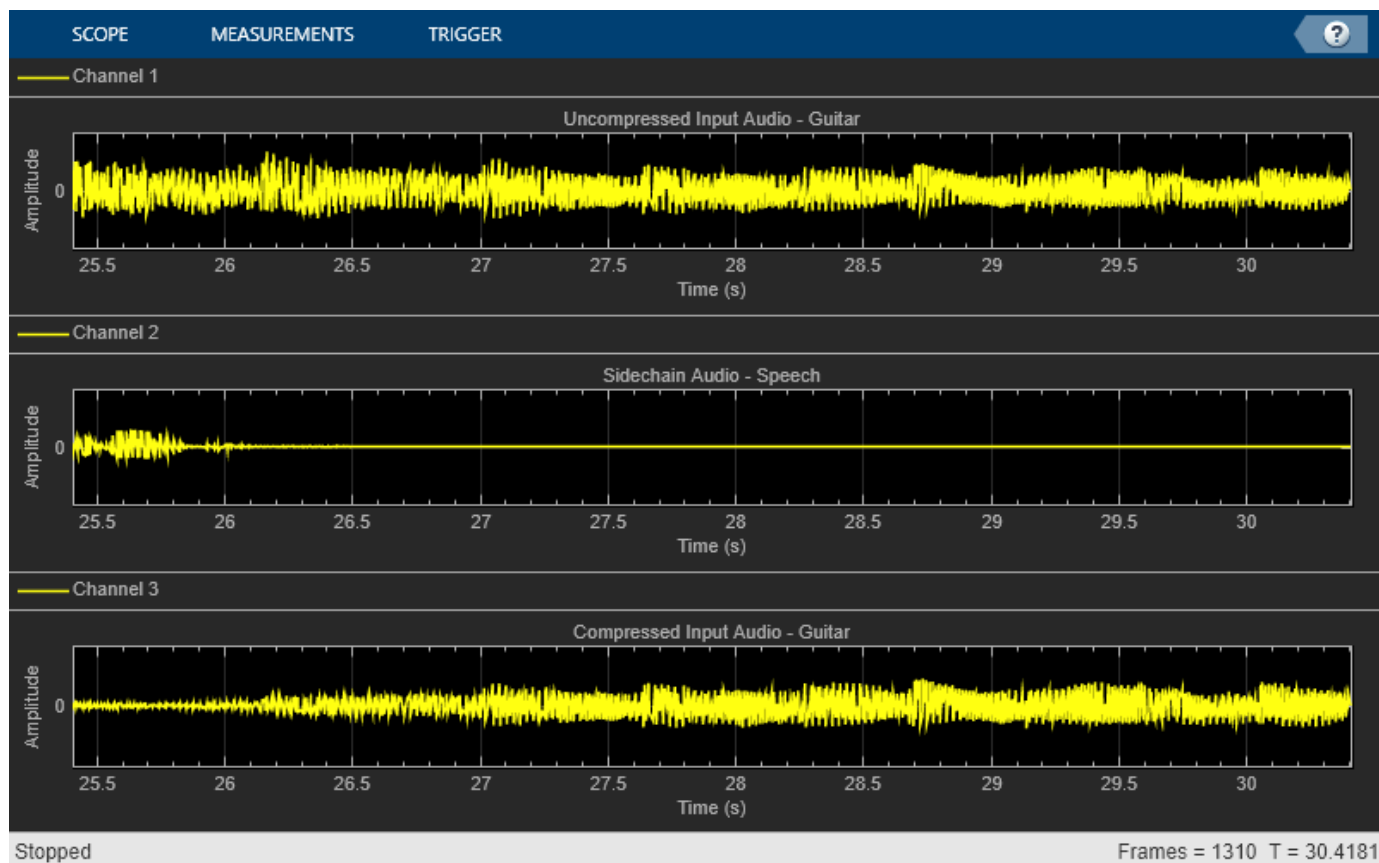 SCOPE MEASUREMENTS TRIGGER ?
Channel 1
Uncompressed Input Audio - Guitar
Amplitude
0
25.5 26 26.5 27 27.5 28 28.5 29 29.5 30
Time (s)
Channel 2
Sidechain Audio - Speech
Amplitude
0
25.5 26 26.5 27 27.5 28 28.5 29 29.5 30
Time (s)
Channel 3
Compressed Input Audio - Guitar
Amplitude
0
25.5 26 26.5 27 27.5 28 28.5 29 29.5 30
Time (s)
Stopped Frames = 1310 T = 30.4181